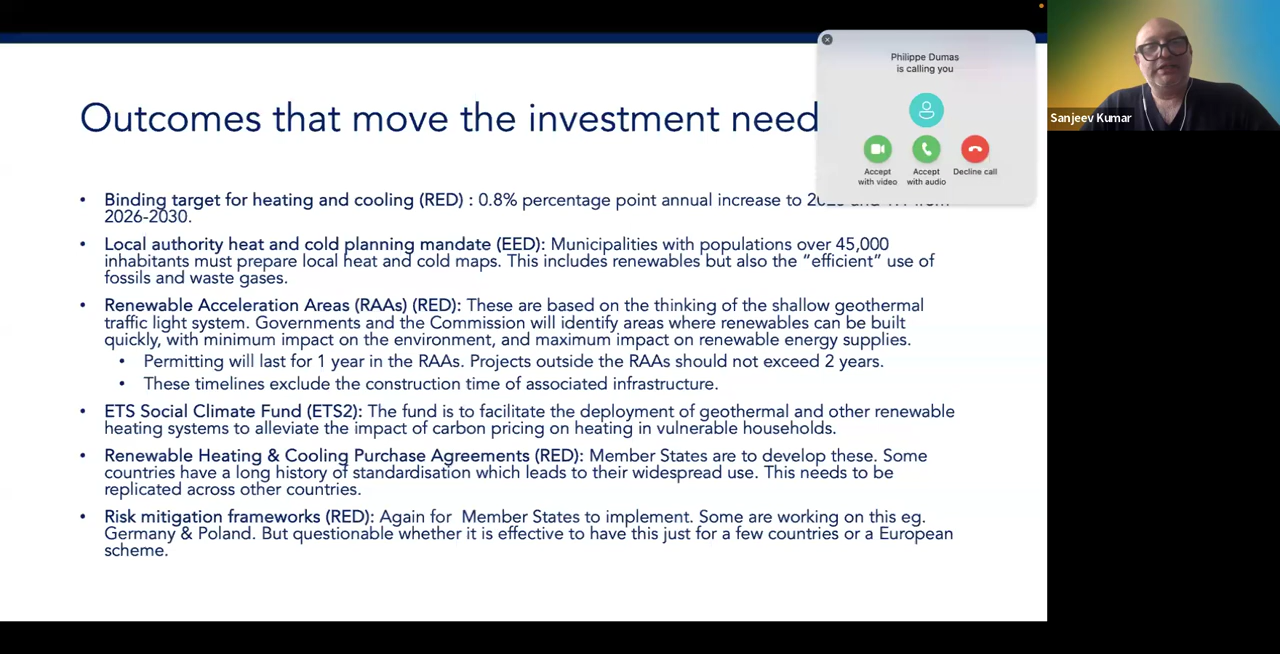 Outcomes that move the investment need
Philippe Dumas
is calling you
Accept
with video
Accept
with audio
Decline call
Sanjeev Kumar
• Binding target for heating and cooling (RED) : 0.8% percentage point annual increase to
2026-2030.
• Local authority heat and cold planning mandate (EED): Municipalities with populations over 45,000
inhabitants must prepare local heat and cold maps. This includes renewables but also the “efficient” use of
fossils and waste gases.
• Renewable Acceleration Areas (RAAs) (RED): These are based on the thinking of the shallow geothermal
traffic light system. Governments and the Commission will identify areas where renewables can be built
quickly, with minimum impact on the environment, and maximum impact on renewable energy supplies.
• Permitting will last for 1 year in the RAAs. Projects outside the RAAs should not exceed 2 years.
• These timelines exclude the construction time of associated infrastructure.
• ETS Social Climate Fund (ETS2): The fund is to facilitate the deployment of geothermal and other renewable
heating systems to alleviate the impact of carbon pricing on heating in vulnerable households.
• Renewable Heating & Cooling Purchase Agreements (RED): Member States are to develop these. Some
countries have a long history of standardisation which leads to their widespread use. This needs to be
replicated across other countries.
• Risk mitigation frameworks (RED): Again for Member States to implement. Some are working on this eg.
Germany & Poland. But questionable whether it is effective to have this just for a few countries or a European
scheme.